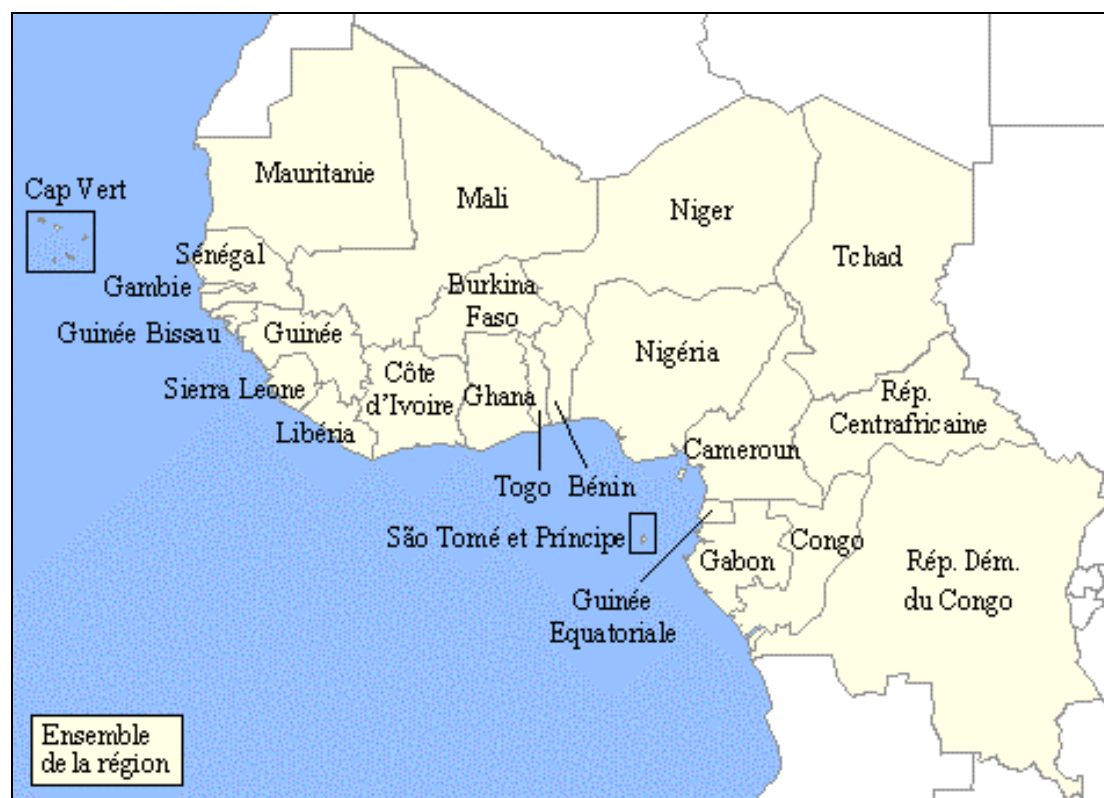 Mauritanie
Cap Vert
Mali
Niger
Tchad
Sénégal
Gambie
Burkina
Faso
Guinée Bissau
Guinée
Nigéria
Côte
d'Ivoire
Ghana
Sierra Leone
Libéria
Rép.
Centrafricaine
Cameroun
Togo
Bénin
São Tomé et Príncipe
Gabon
Congo
Rép. Dém.
du Congo
Guinée
Equatoriale
Ensemble
de la région